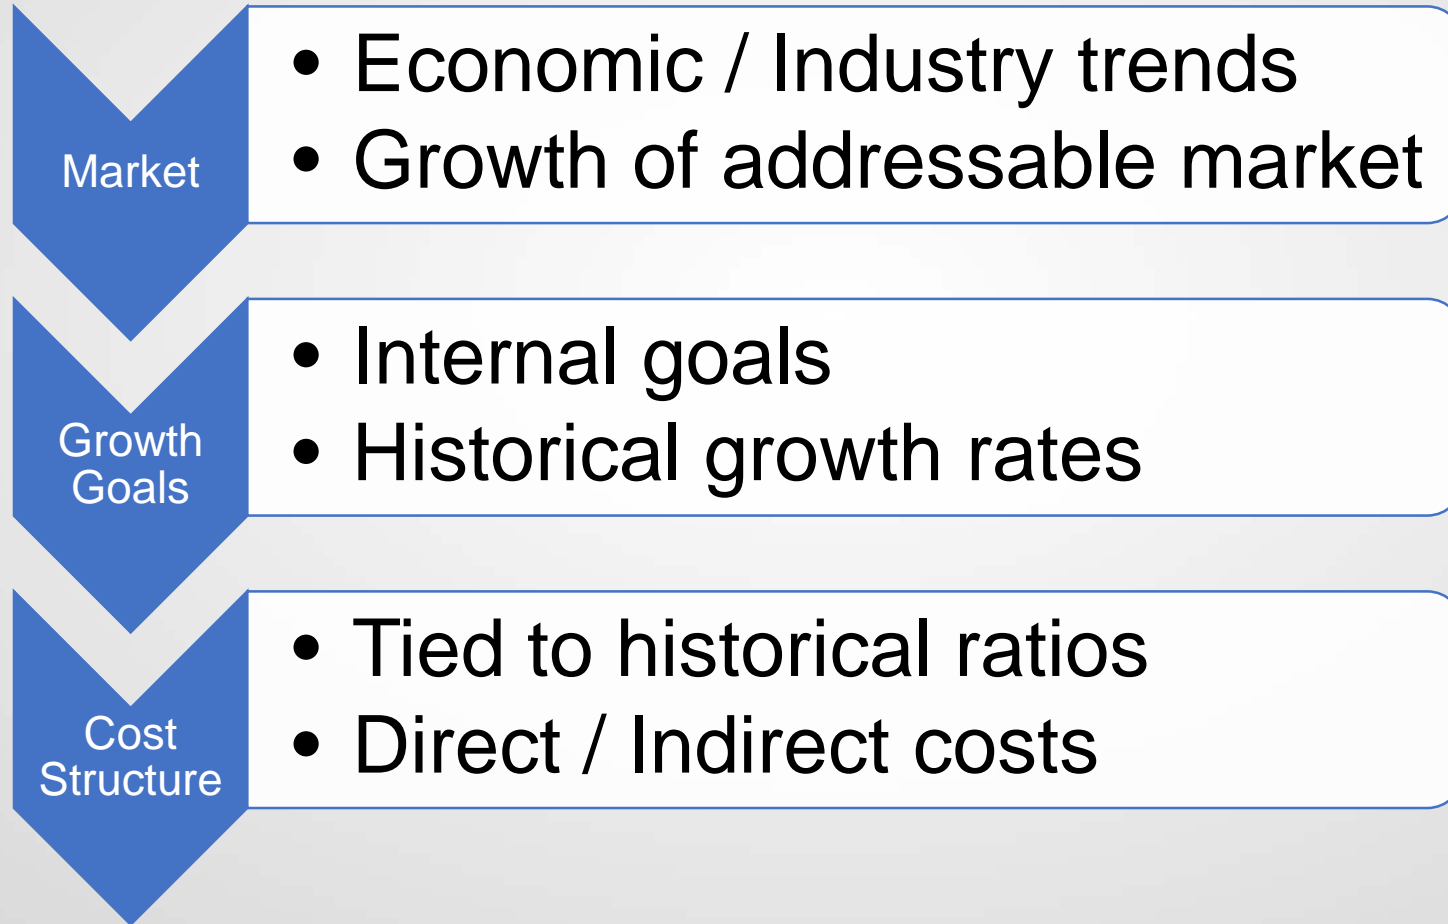 Market
• Economic / Industry trends
• Growth of addressable market
Growth
Goals
• Internal goals
• Historical growth rates
Cost
Structure
• Tied to historical ratios
• Direct / Indirect costs